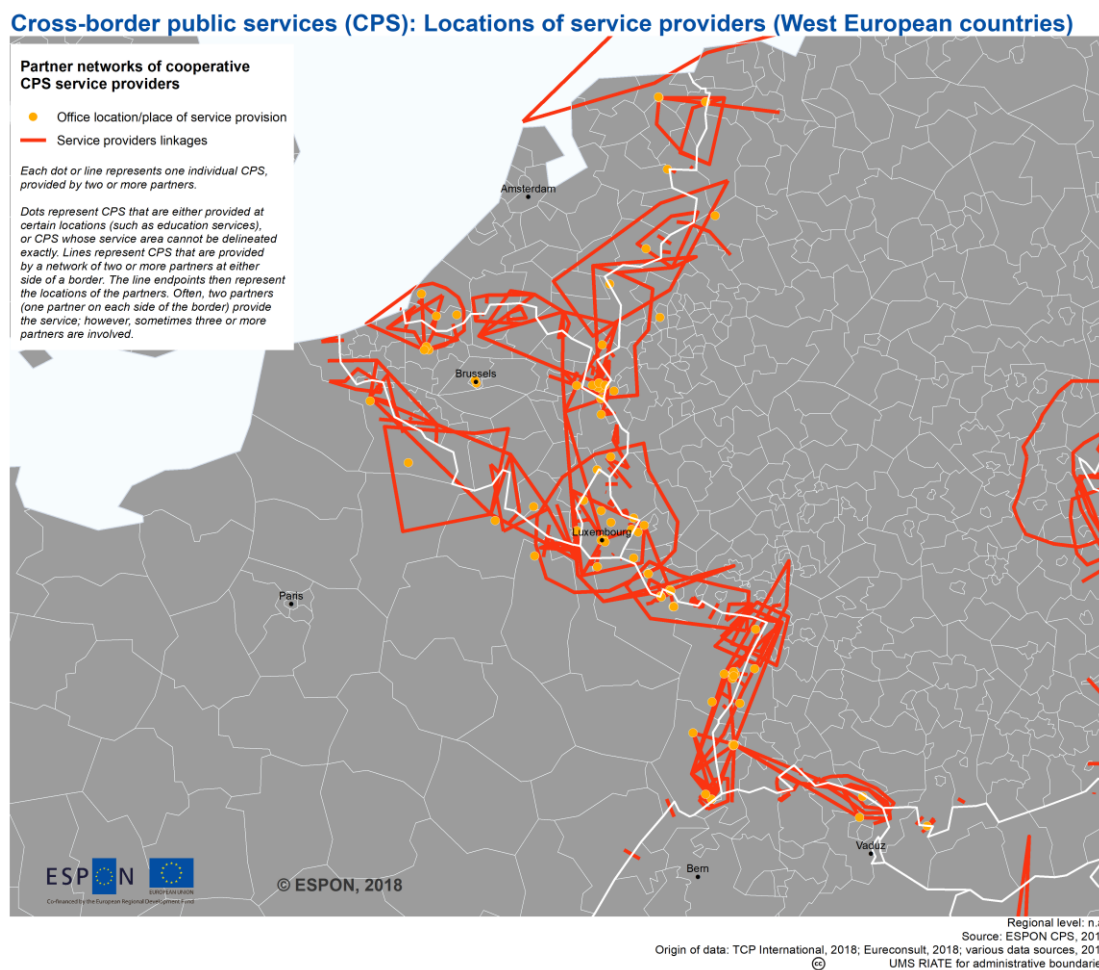 Cross-border public services (CPS): Locations of service providers (West European countries)
Partner networks of cooperative
CPS service providers
Office location/place of service provision
Service providers linkages
Each dot or line represents one individual CPS,
provided by two or more partners.
Dots represent CPS that are either provided at
certain locations (such as education services),
or CPS whose service area cannot be delineated
exactly. Lines represent CPS that are provided
by a network of two or more partners at either
side of a border. The line endpoints then represent
the locations of the partners. Often, two partners
(one partner on each side of the border) provide
the service; however, sometimes three or more
partners are involved.
Amsterdam
Brussels
Luxembourg
Paris
Vaduz
Bern
ESPON
EUROPEAN UNION
Co-financed by the European Regional Development Fund
© ESPON, 2018
Regional level: n.a
Source: ESPON CPS, 201
Origin of data: TCP International, 2018; Eureconsult, 2018; various data sources, 201
cc
UMS RIATE for administrative boundarie